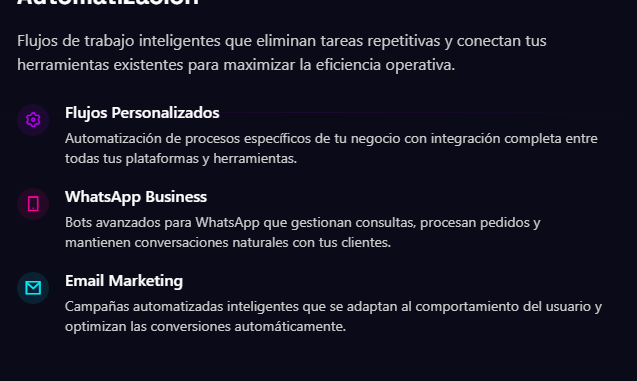 Automatización
Flujos de trabajo inteligentes que eliminan tareas repetitivas y conectan tus
herramientas existentes para maximizar la eficiencia operativa.
Flujos Personalizados
Automatización de procesos específicos de tu negocio con integración completa entre
todas tus plataformas y herramientas.
WhatsApp Business
Bots avanzados para WhatsApp que gestionan consultas, procesan pedidos y
mantienen conversaciones naturales con tus clientes.
Email Marketing
Campañas automatizadas inteligentes que se adaptan al comportamiento del usuario y
optimizan las conversiones automáticamente.